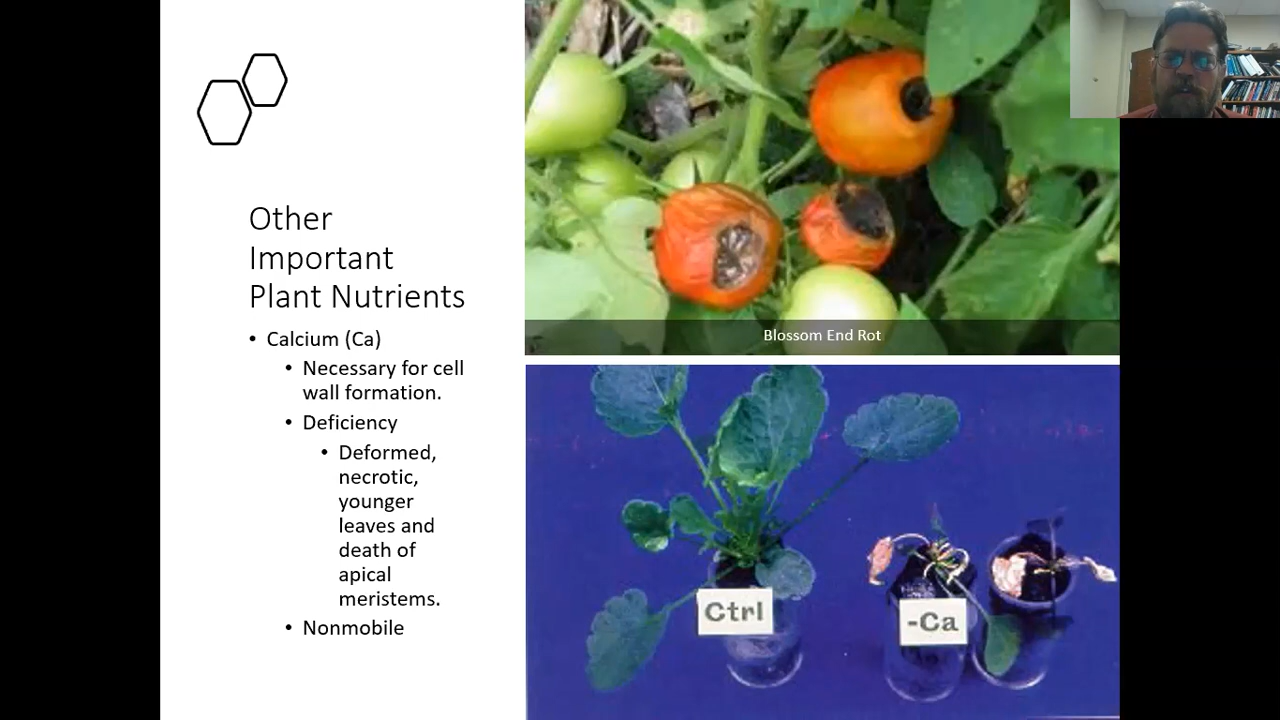 Other
Important
Plant Nutrients
• Calcium (Ca)
• Necessary for cell
wall formation.
• Deficiency
• Deformed,
necrotic,
younger
leaves and
death of
apical
meristems.
• Nonmobile
Blossom End Rot
Ctrl
-Ca